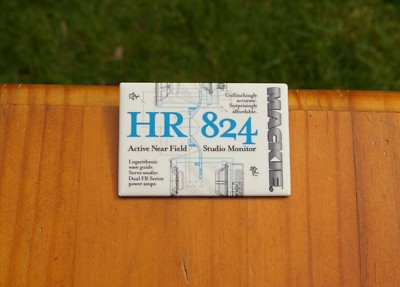 Unflinchingly
accurate.
Surprisingly
affordable.
HR 824
Active Near Field Studio Monitor
Logarithmic
wave guide.
Servo woofer.
Dual FR Series
power amps.
MACKIE.